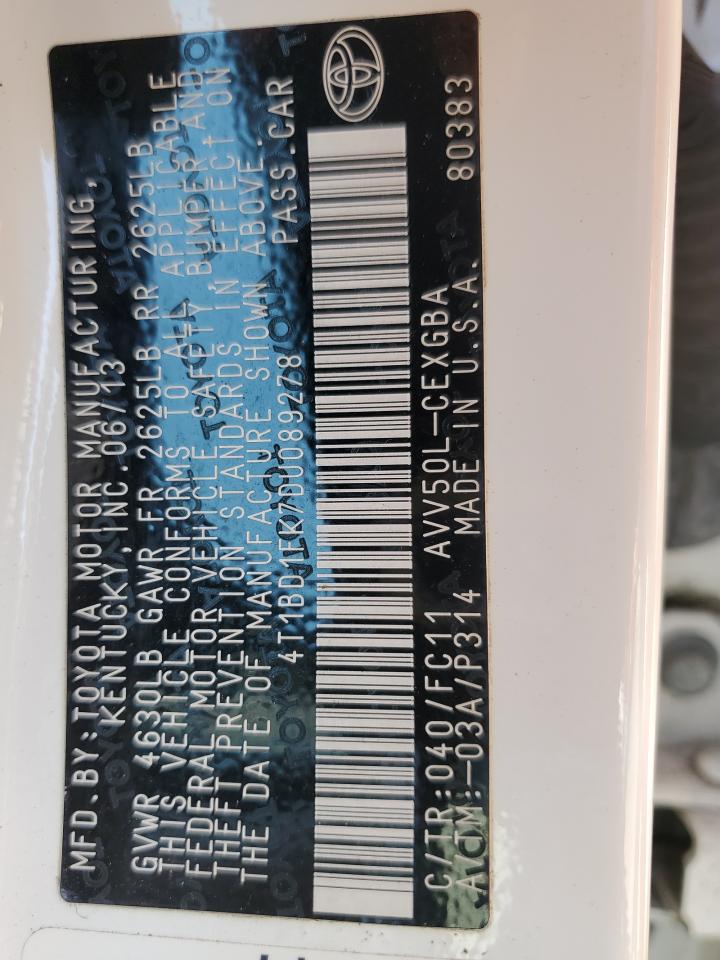 MFD.BY:TOYOTA MOTOR MANUFACTURING,
KENTUCKY,INC.06/13
GVWR 4630LB GAWR FR 2625LB RR 2625LB
THIS VEHICLE CONFORMS TO ALL APPLICABLE
FEDERAL MOTOR VEHICLE SAFETY,BUMPER,AND
THEFT PREVENTION STANDARDS IN EFFECT ON
THE DATE OF MANUFACTURE SHOWN ABOVE.
4T1BD1FK7DU089278 PASS.CAR
C/TR:040/FC11 AVV50L-CEXGBA 80383
A/TM:-03A/P314 MADE IN U.S.A.